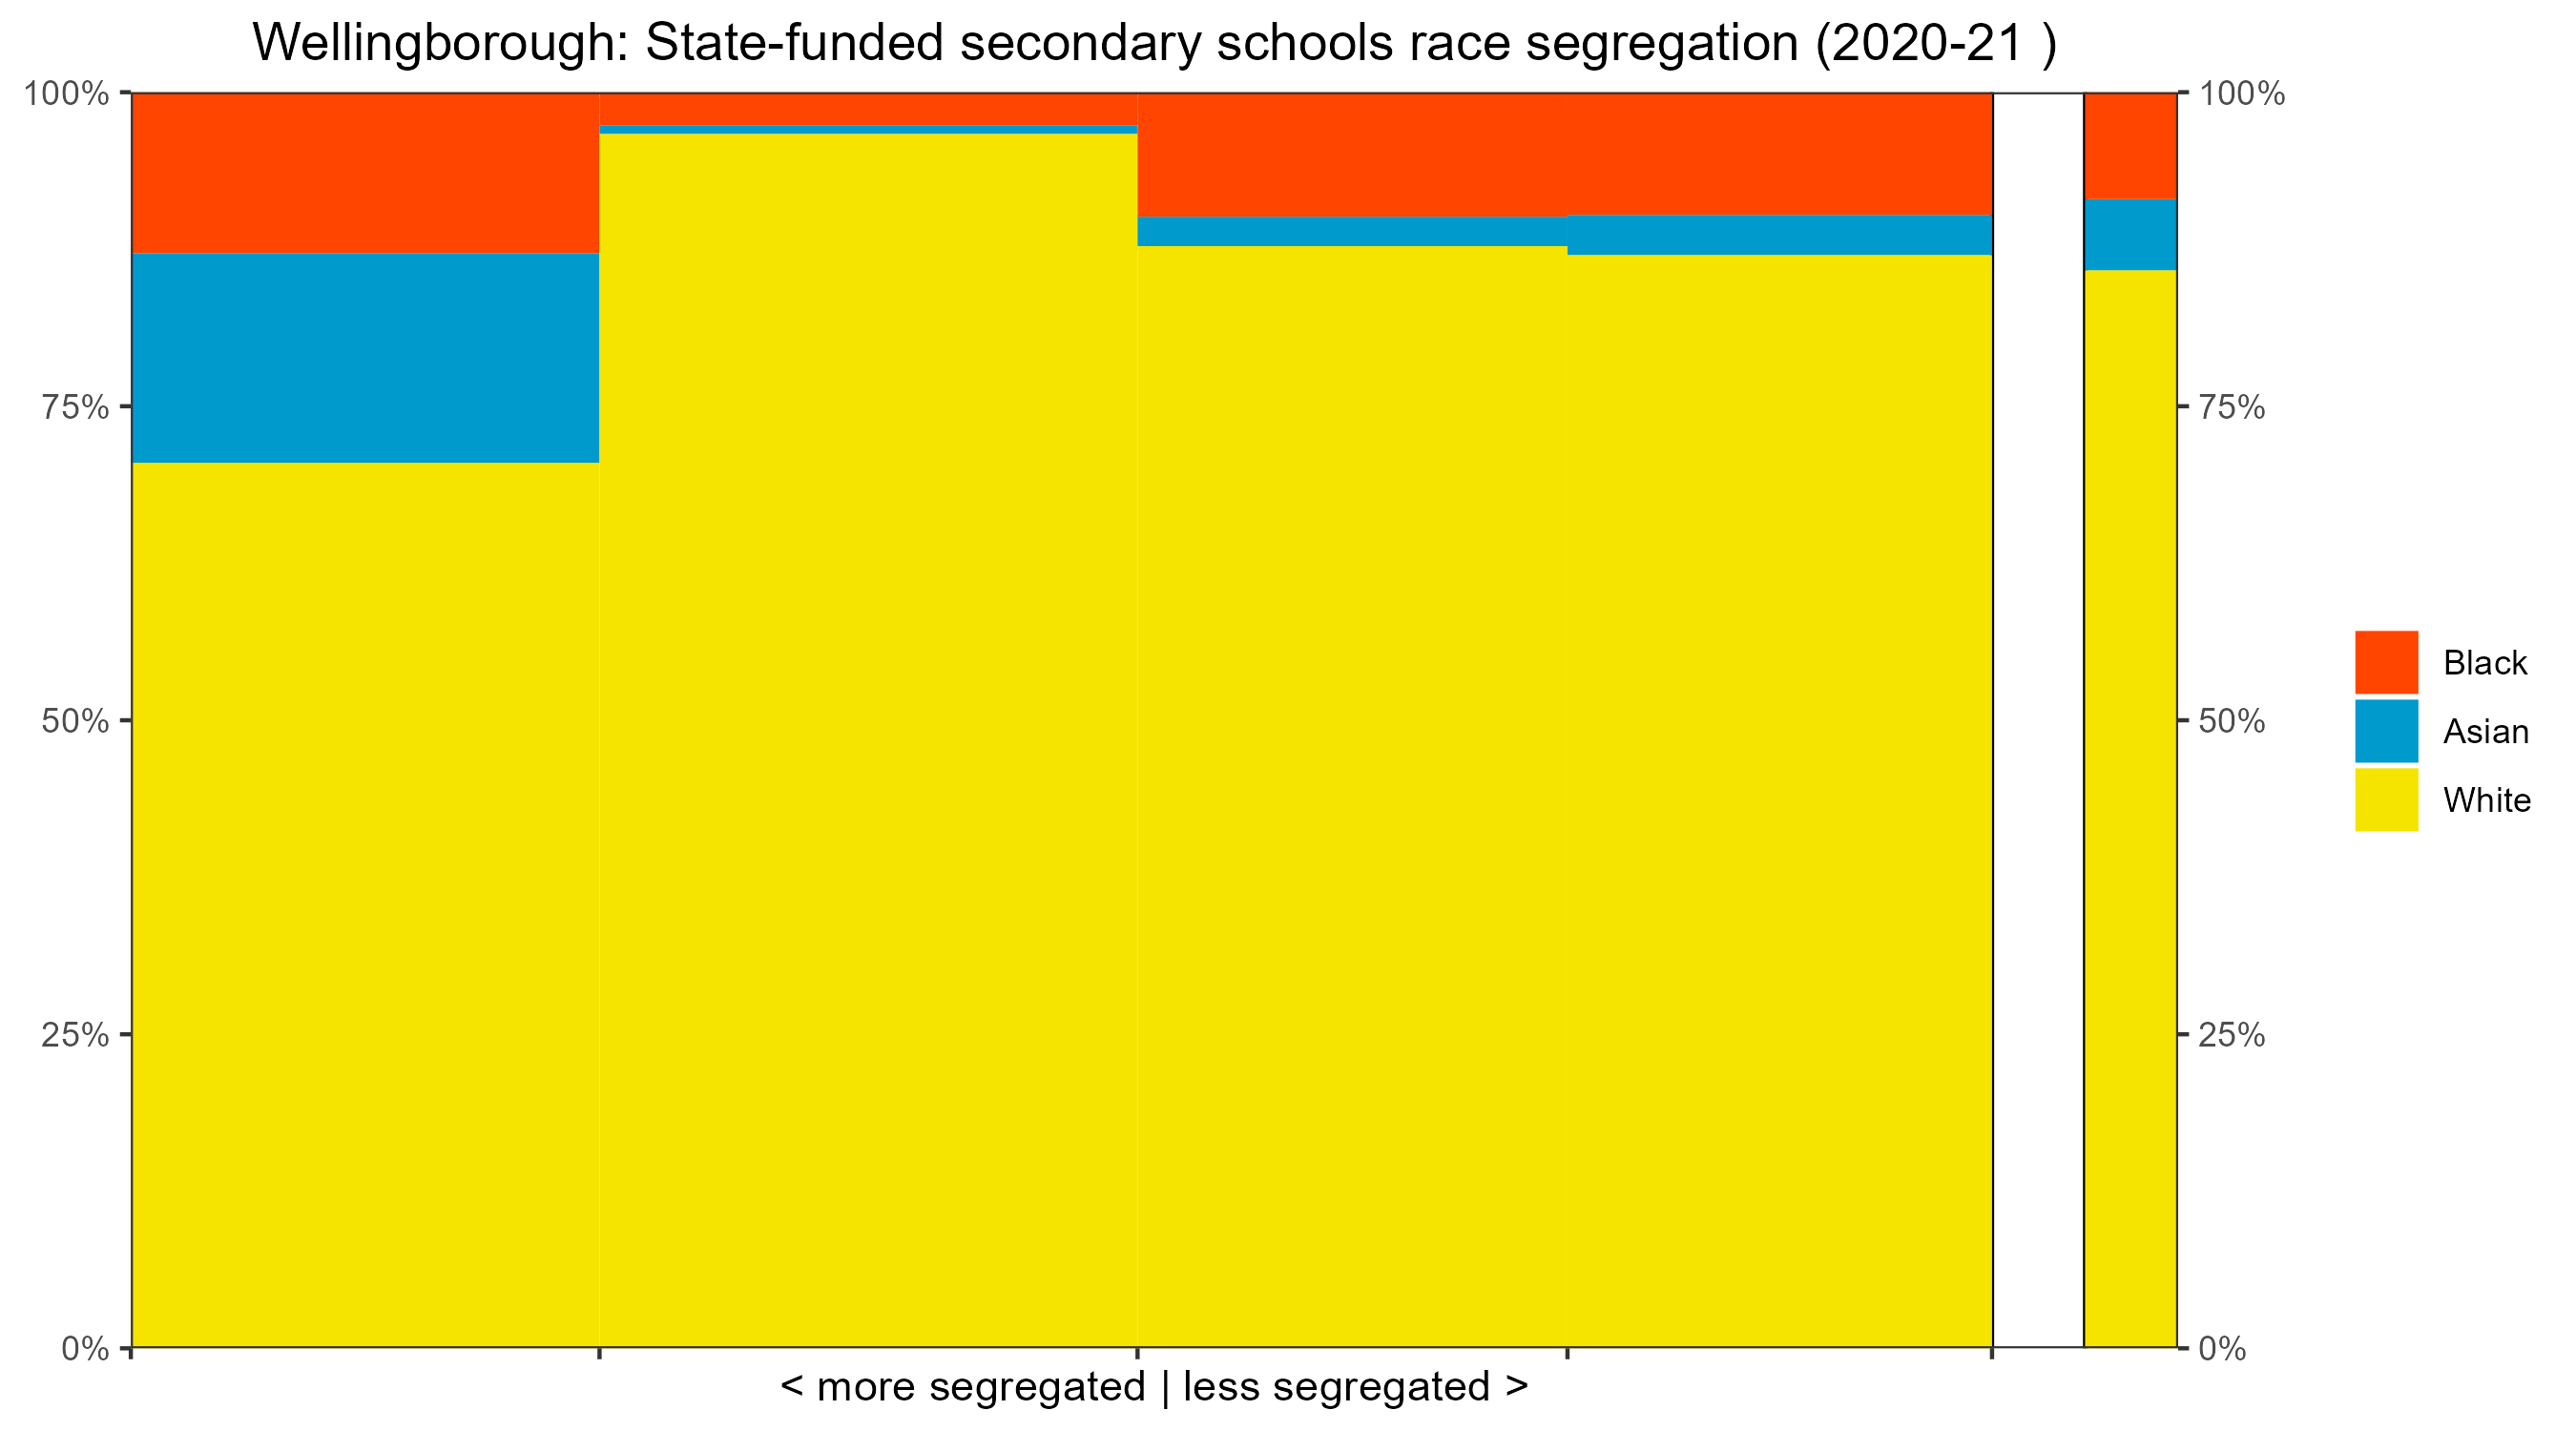 Wellingborough: State-funded secondary schools race segregation (2020-21 )
100%
75%
50%
25%
0%
100%
75%
50%
25%
0%
Black
Asian
White
< more segregated | less segregated >